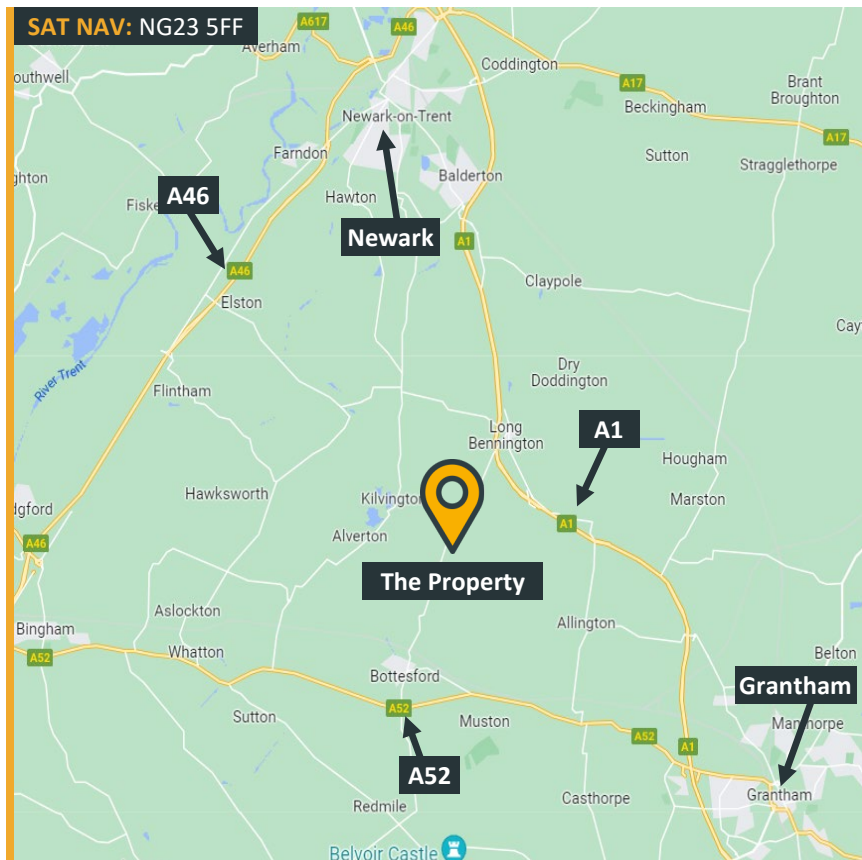 SAT NAV: NG23 5FF
A617
A46
Averham
outhwell
Coddington
A17
Brant
Broughton
Beckingham
Newark-on-Trent
A17
Farndon
Sutton
Stragglethorpe
ghton
Balderton
A46
Fiske
Hawton
Newark
A1
A46
Claypole
Elston
Cay
River Trent
Dry
Doddington
Flintham
Long
Bennington
A1
Hougham
Hawksworth
Kilvington
Marston
dgford
A1
Alverton
A46
The Property
Aslockton
Allington
Bingham
Whatton
Belton
A52
Bottesford
Grantham
A52
Sutton
Muston
Manthorpe
A52
A1
A52
Grantham
Redmile
Casthorpe
Belvoir Castle